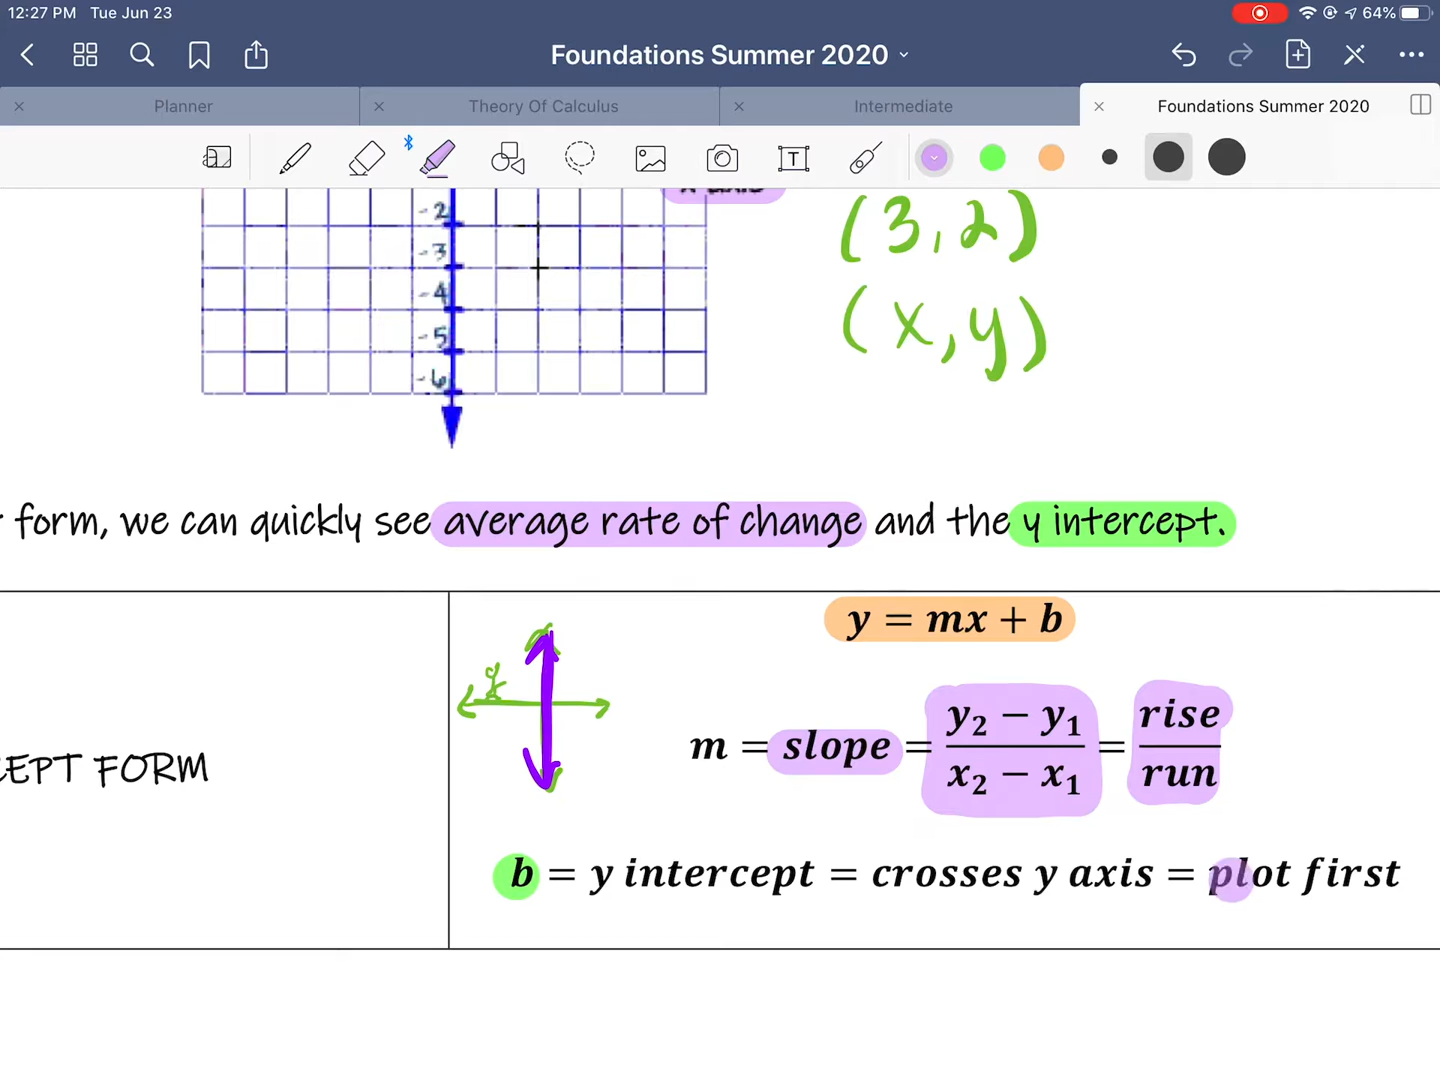 12:27 PM Tue Jun 23
64%
Foundations Summer 2020
Planner
Theory Of Calculus
Intermediate
Foundations Summer 2020
T
x axis
-2
-3
-4
-5
-6
(3,2)
(x,y)
form, we can quickly see average rate of change and the y intercept.
y = mx + b
m = slope = y₂ − y₁ / x₂ − x₁ = rise / run
CEPT FORM
b = y intercept = crosses y axis = plot first